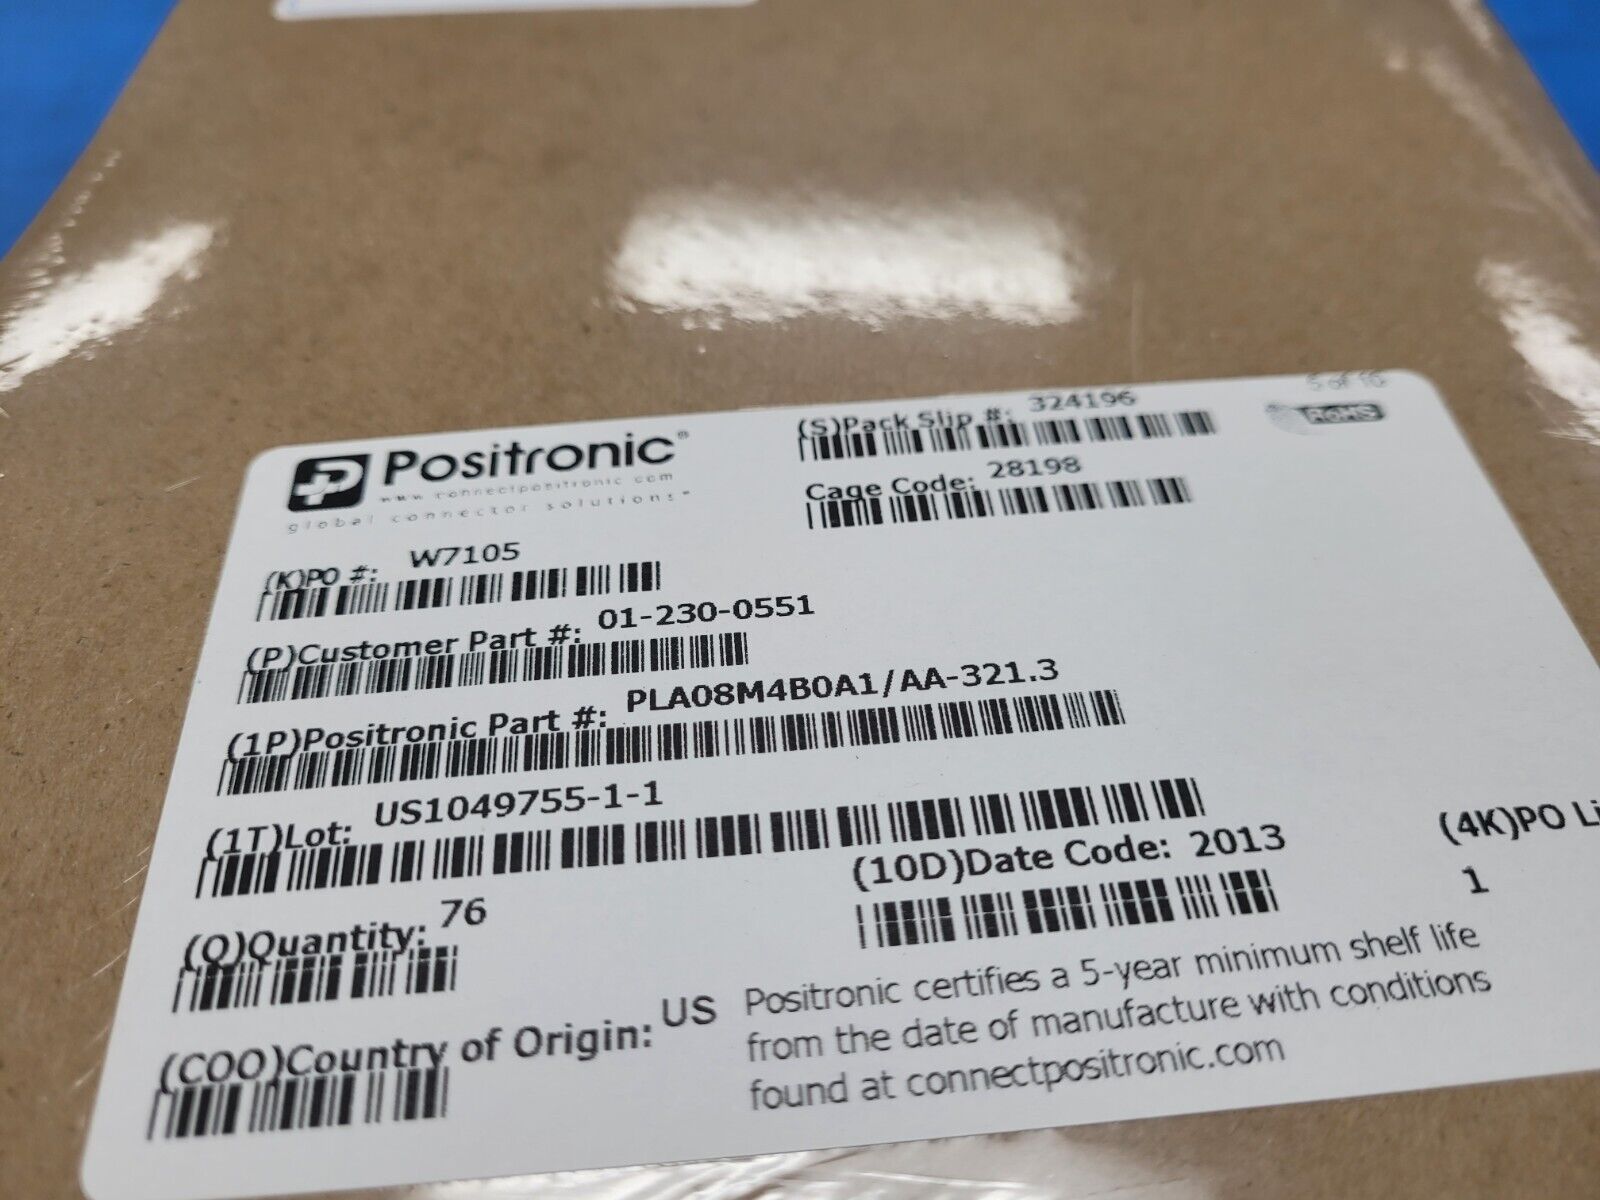 5 of 10
Positronic®
www.connectpositronic.com
global connector solutions
(S)Pack Slip #: 324196
RoHS
Cage Code: 28198
(K)PO #: W7105
(P)Customer Part #: 01-230-0551
(1P)Positronic Part #: PLA08M4B0A1/AA-321.3
(1T)Lot: US1049755-1-1
(10D)Date Code: 2013
(4K)PO Li
1
(Q)Quantity: 76
(COO)Country of Origin: US
Positronic certifies a 5-year minimum shelf life
from the date of manufacture with conditions
found at connectpositronic.com